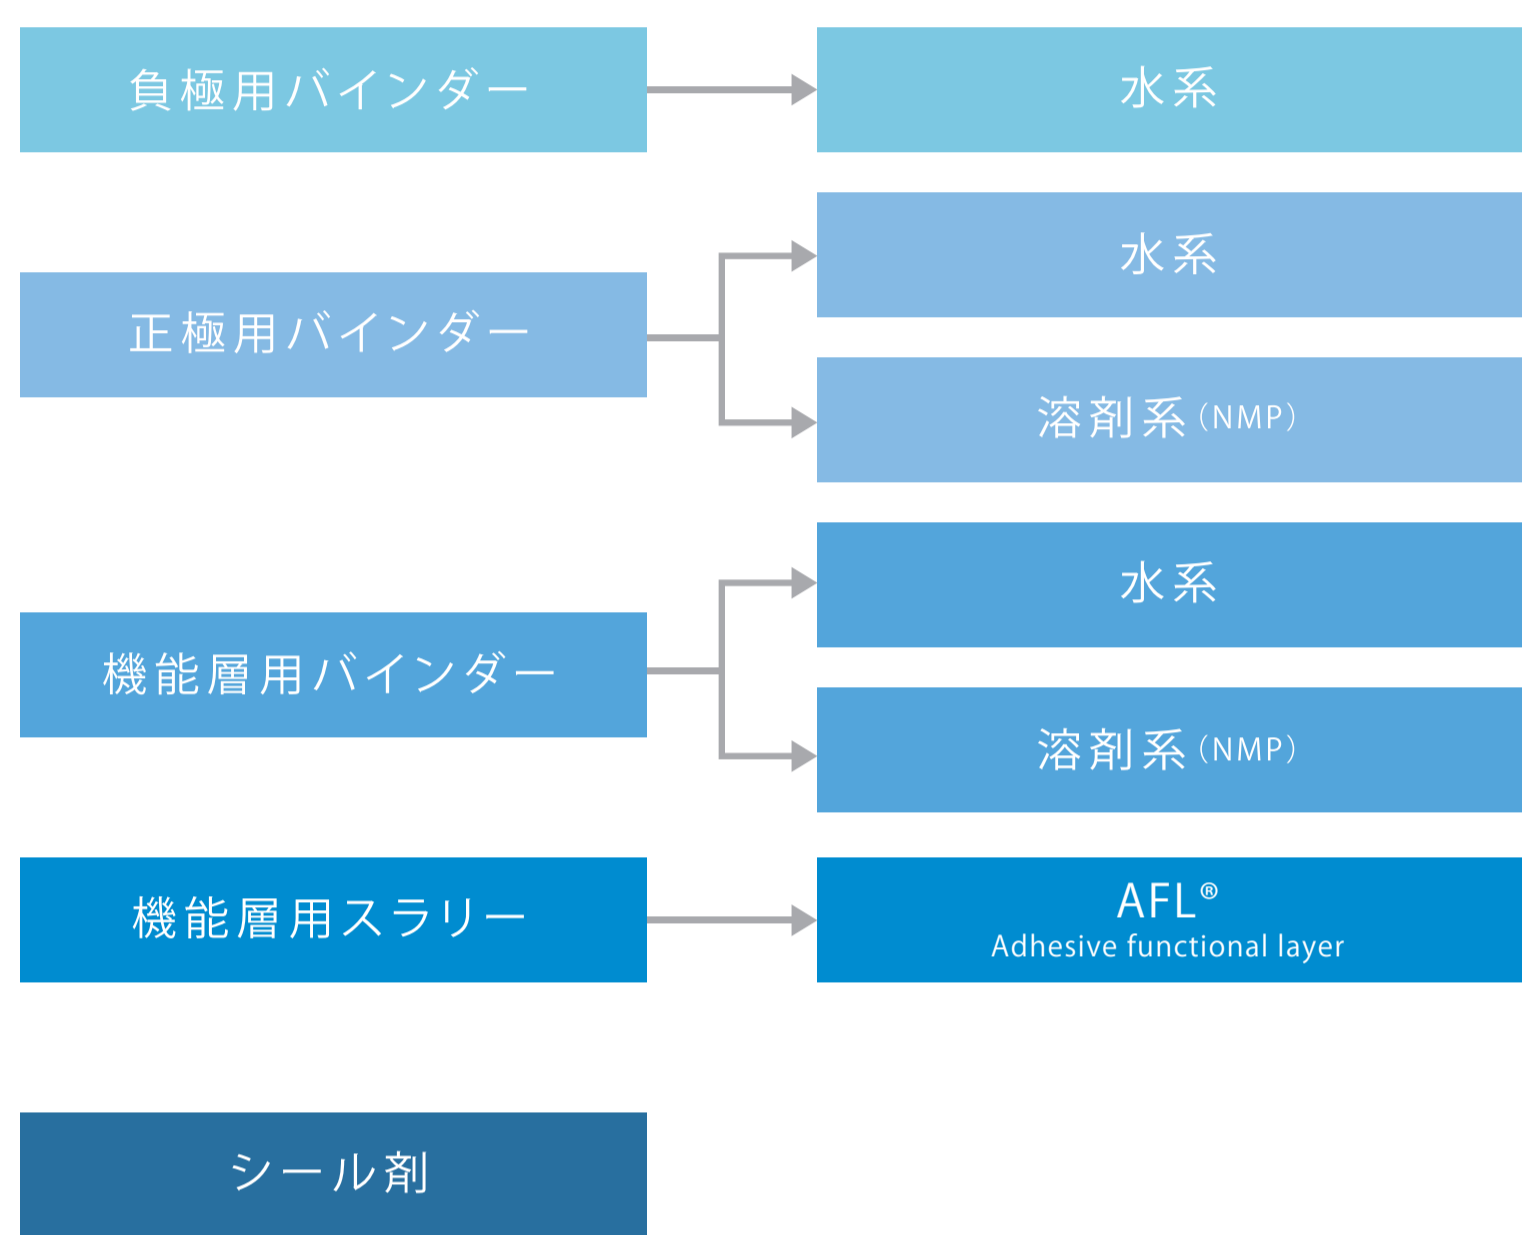 負極用バインダー
水系
正極用バインダー
水系
溶剤系（NMP）
機能層用バインダー
水系
溶剤系（NMP）
機能層用スラリー
AFL®
Adhesive functional layer
シール剤